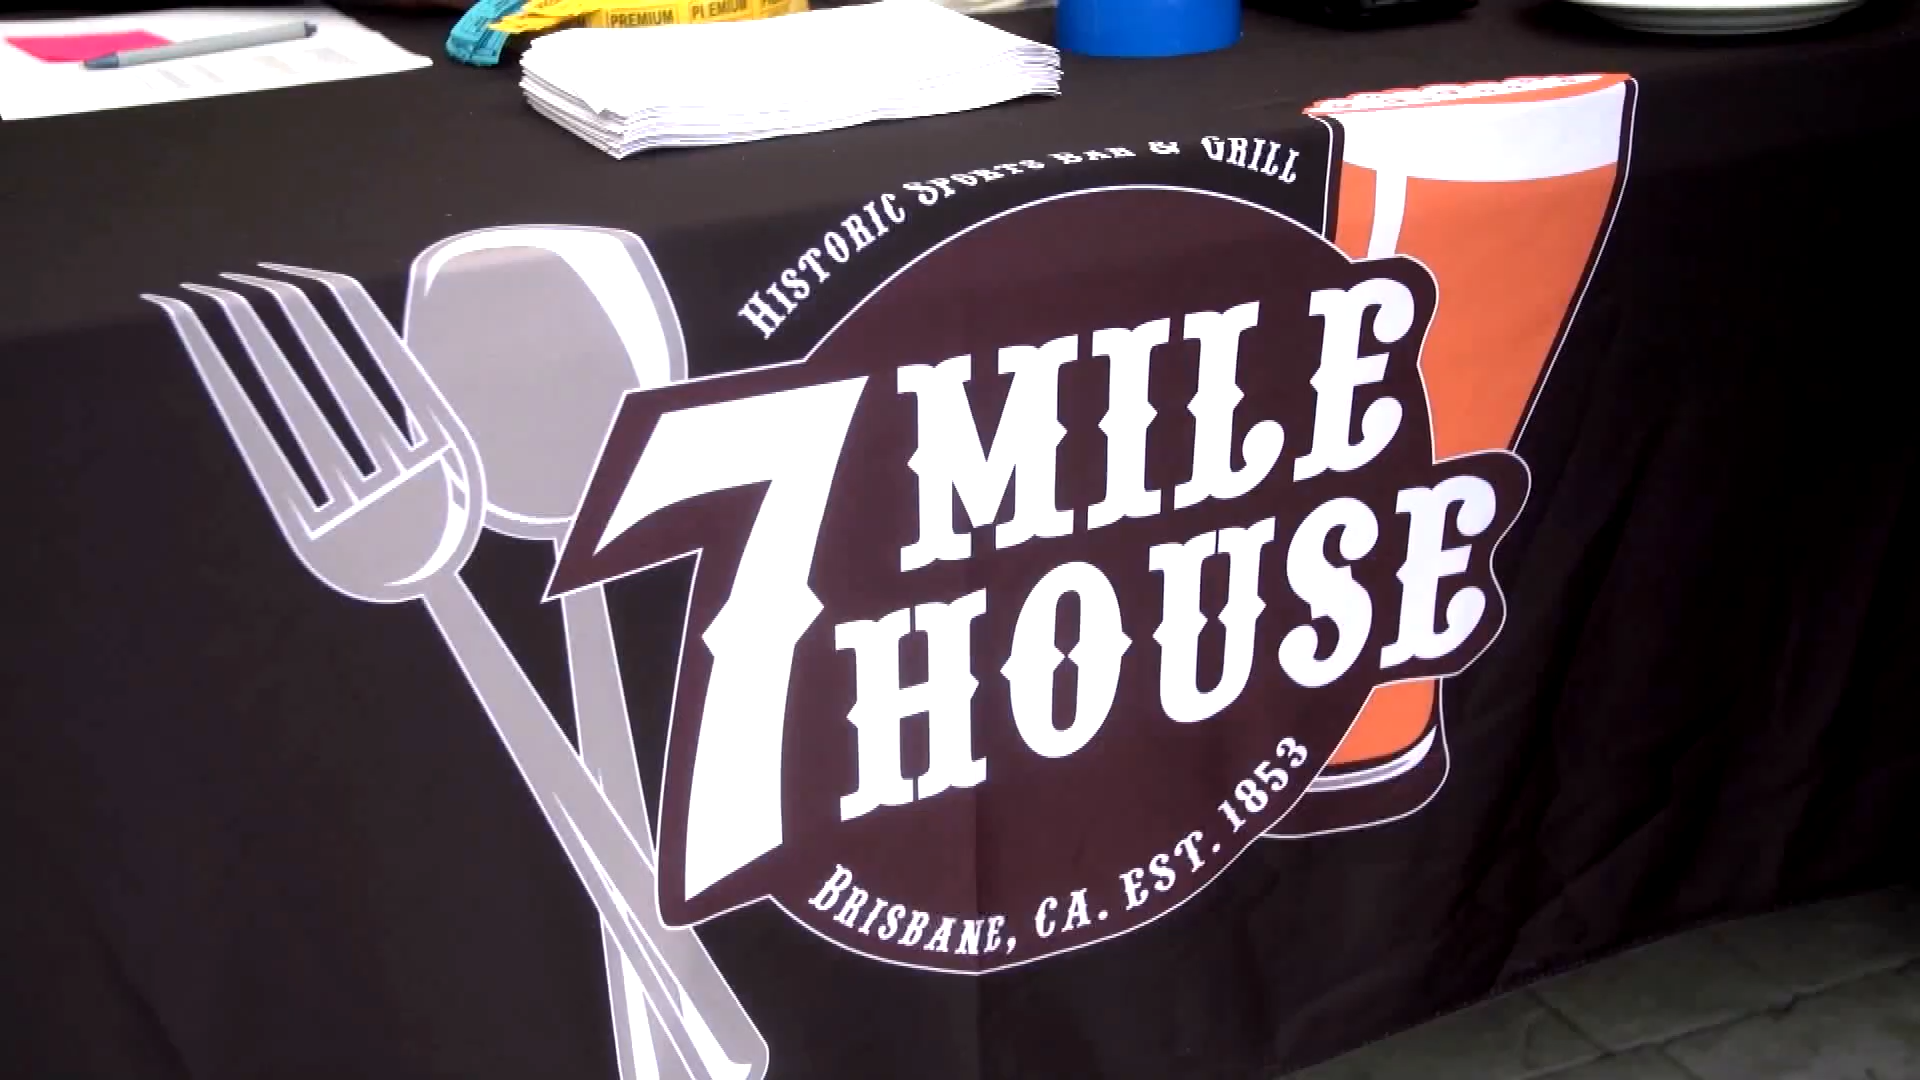 PREMIUM
HISTORIC SPORTS BAR & GRILL
7 MILE
HOUSE
BRISBANE, CA. EST. 1853